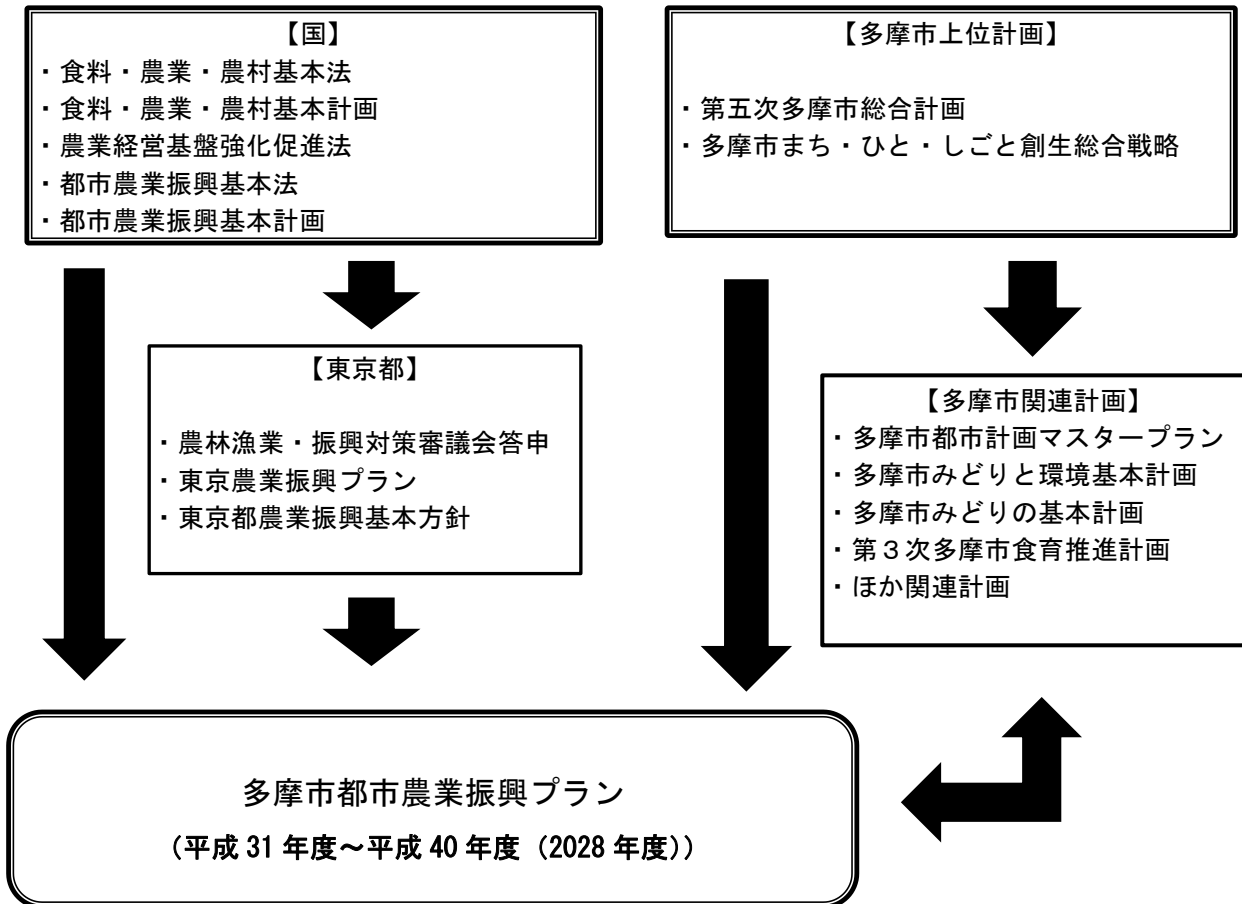 【国】
・食料・農業・農村基本法
・食料・農業・農村基本計画
・農業経営基盤強化促進法
・都市農業振興基本法
・都市農業振興基本計画
【多摩市上位計画】
・第五次多摩市総合計画
・多摩市まち・ひと・しごと創生総合戦略
【東京都】
・農林漁業・振興対策審議会答申
・東京農業振興プラン
・東京都農業振興基本方針
【多摩市関連計画】
・多摩市都市計画マスタープラン
・多摩市みどりと環境基本計画
・多摩市みどりの基本計画
・第３次多摩市食育推進計画
・ほか関連計画
多摩市都市農業振興プラン
（平成 31 年度～平成 40 年度（2028 年度））